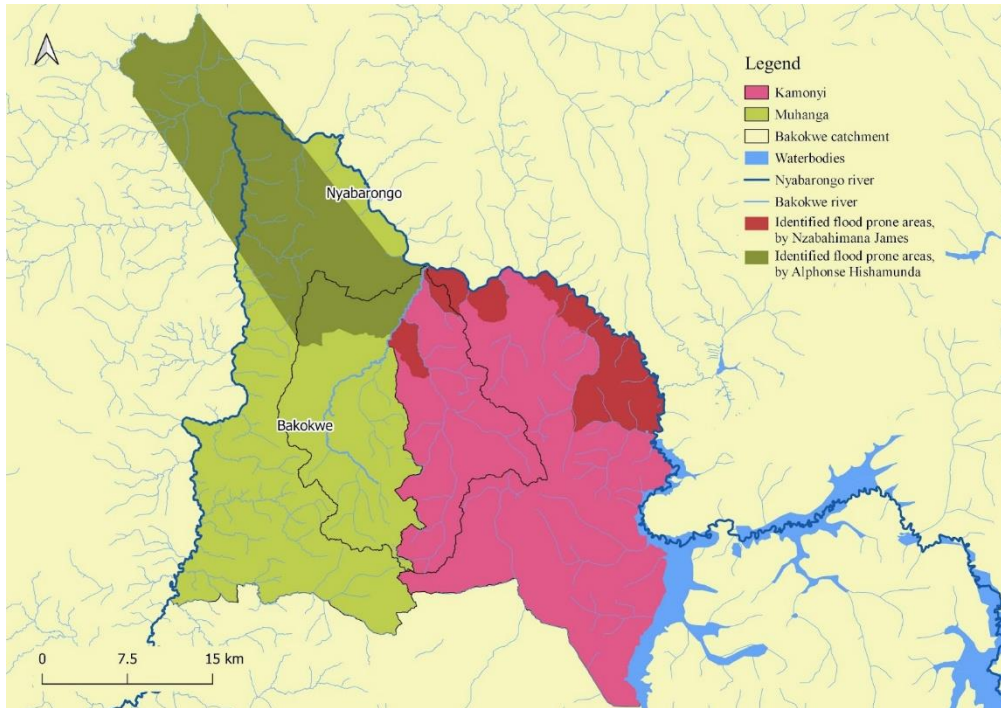 Legend
Kamonyi
Muhanga
Bakokwe catchment
Waterbodies
Nyabarongo river
Bakokwe river
Identified flood prone areas,
by Nzabahimana James
Identified flood prone areas,
by Alphonse Hishamunda
Nyabarongo
Bakokwe
0 7.5 15 km